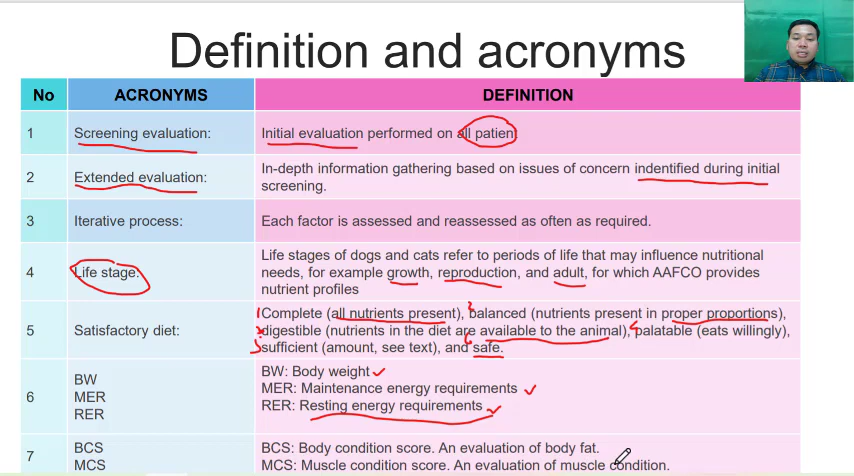 Definition and acronyms
No ACRONYMS DEFINITION
1 Screening evaluation: Initial evaluation performed on all patien
2 Extended evaluation: In-depth information gathering based on issues of concern indentified during initial
screening.
3 Iterative process: Each factor is assessed and reassessed as often as required.
4 Life stage: Life stages of dogs and cats refer to periods of life that may influence nutritional
needs, for example growth, reproduction, and adult, for which AAFCO provides
nutrient profiles
5 Satisfactory diet: Complete (all nutrients present), balanced (nutrients present in proper proportions),
digestible (nutrients in the diet are available to the animal), palatable (eats willingly),
sufficient (amount, see text), and safe.
6 BW BW: Body weight
MER MER: Maintenance energy requirements
RER RER: Resting energy requirements
7 BCS BCS: Body condition score. An evaluation of body fat.
MCS MCS: Muscle condition score. An evaluation of muscle condition.